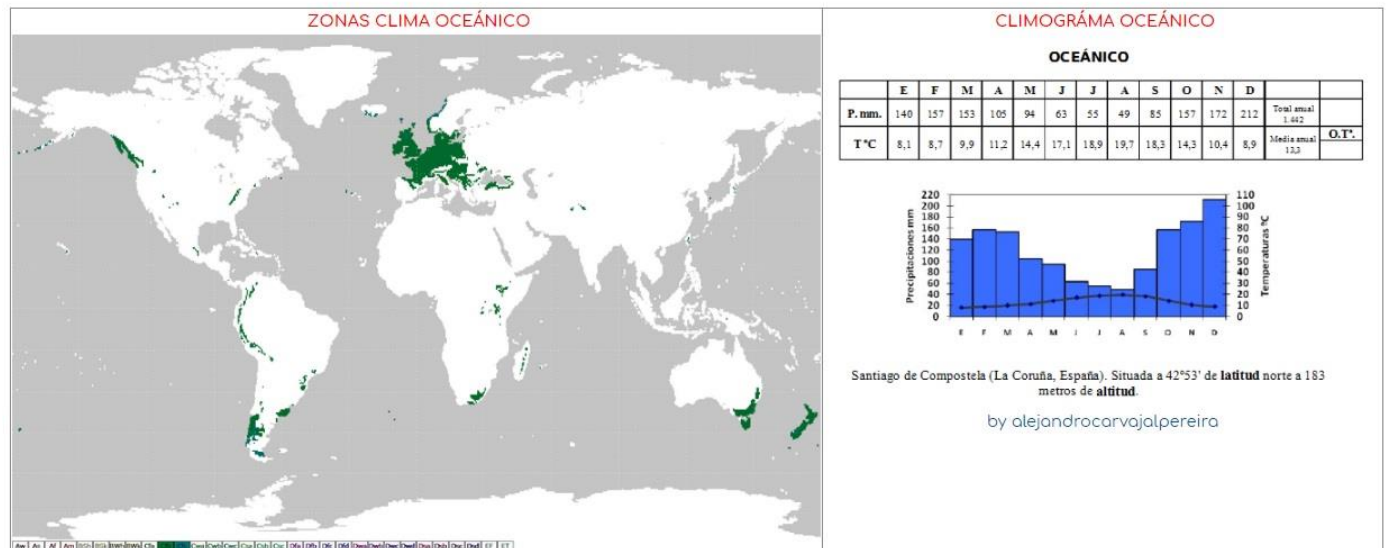 ZONAS CLIMA OCEÁNICO
CLIMOGRÁMA OCEÁNICO
OCEÁNICO
E F M A M J J A S O N D
P. mm. 140 157 153 105 94 63 55 49 85 157 172 212 Total anual 1.442
T °C 8,1 8,7 9,9 11,2 14,4 17,1 18,9 19,7 18,3 14,3 10,4 8,9 Media anual 13,3 O.Tª.
Precipitaciones mm
220
200
180
160
140
120
100
80
60
40
20
0
110
100
90
80
70
60
50
40
30
20
10
0
Temperaturas °C
E F M A M J J A S O N D
Santiago de Compostela (La Coruña, España). Situada a 42°53' de latitud norte a 183
metros de altitud.
by alejandrocarvajalpereira